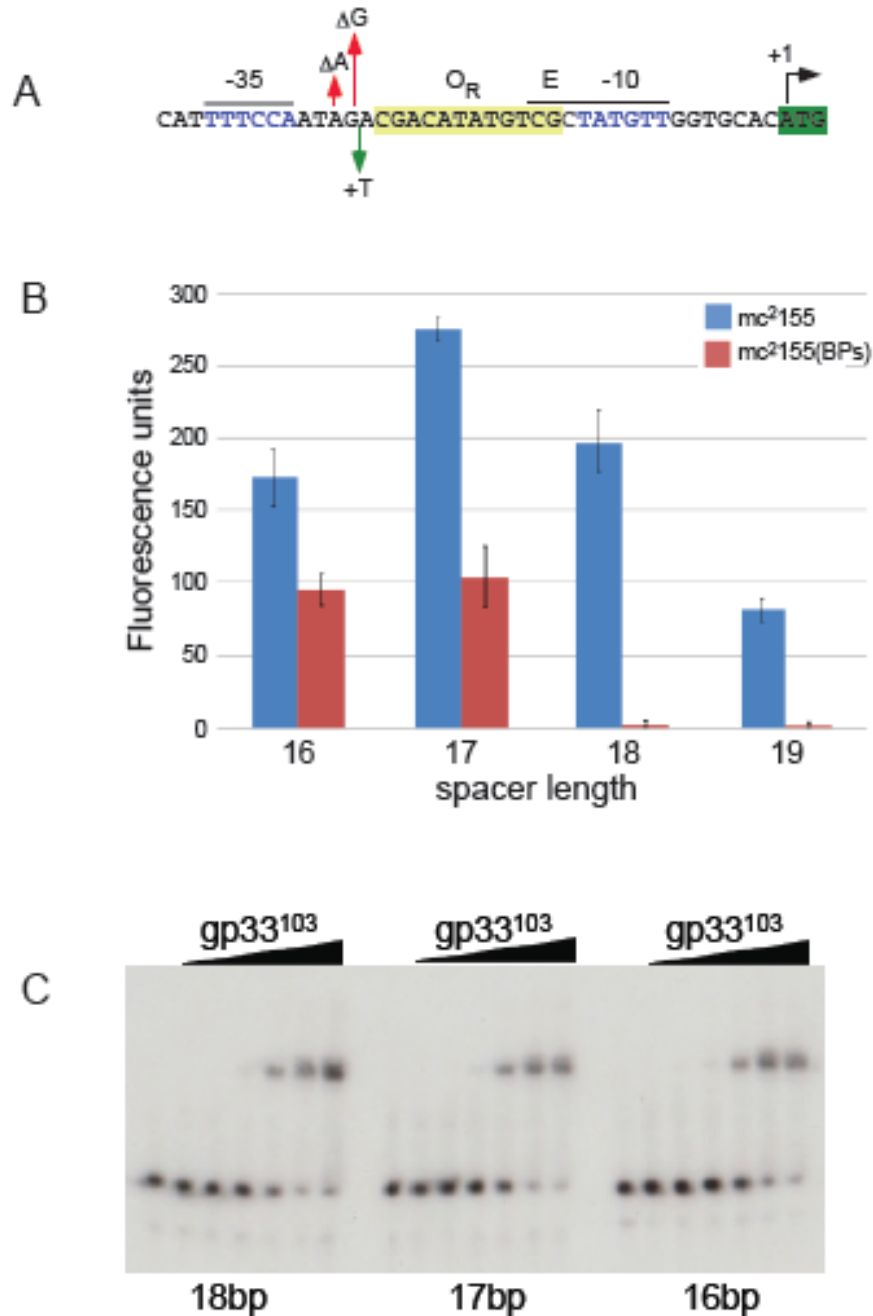 A
ΔG
ΔA
-35
OR
E
-10
+1
CATTTTCCAATAGACGACATATGTCGCTATGTTGGTGCACATG
+T
B
300
250
200
150
100
50
0
Fluorescence units
mc²155
mc²155(BPs)
16 17 18 19
spacer length
C
gp33¹⁰³ gp33¹⁰³ gp33¹⁰³
18bp 17bp 16bp